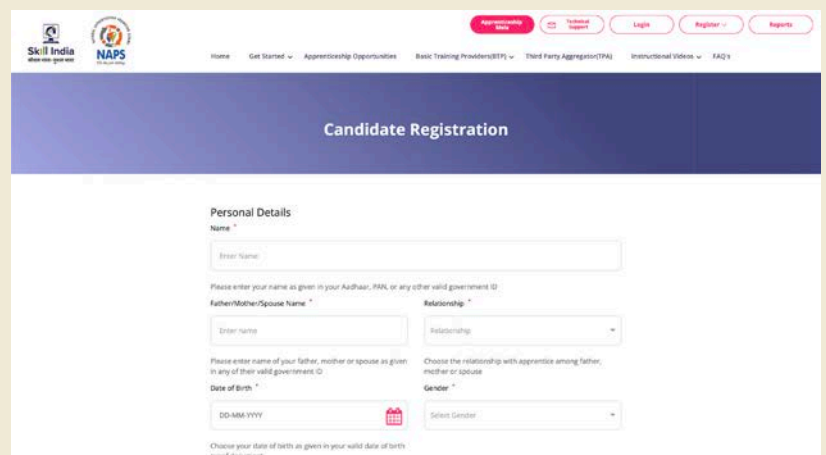 Skill India
कौशल भारत-कुशल भारत
NAPS
Apprenticeship
Mela
Technical
Support
Login
Register
Reports
Home
Get Started
Apprenticeship Opportunities
Basic Training Providers(BTP)
Third Party Aggregator(TPA)
Instructional Videos
FAQ's
Candidate Registration
Personal Details
Name *
Enter Name
Please enter your name as given in your Aadhaar, PAN, or any other valid government ID
Father/Mother/Spouse Name *
Enter name
Please enter name of your father, mother or spouse as given
in any of their valid government ID
Relationship *
Relationship
Choose the relationship with apprentice among father,
mother or spouse
Date of Birth *
DD-MM-YYYY
Choose your date of birth as given in your valid date of birth
Gender *
Select Gender